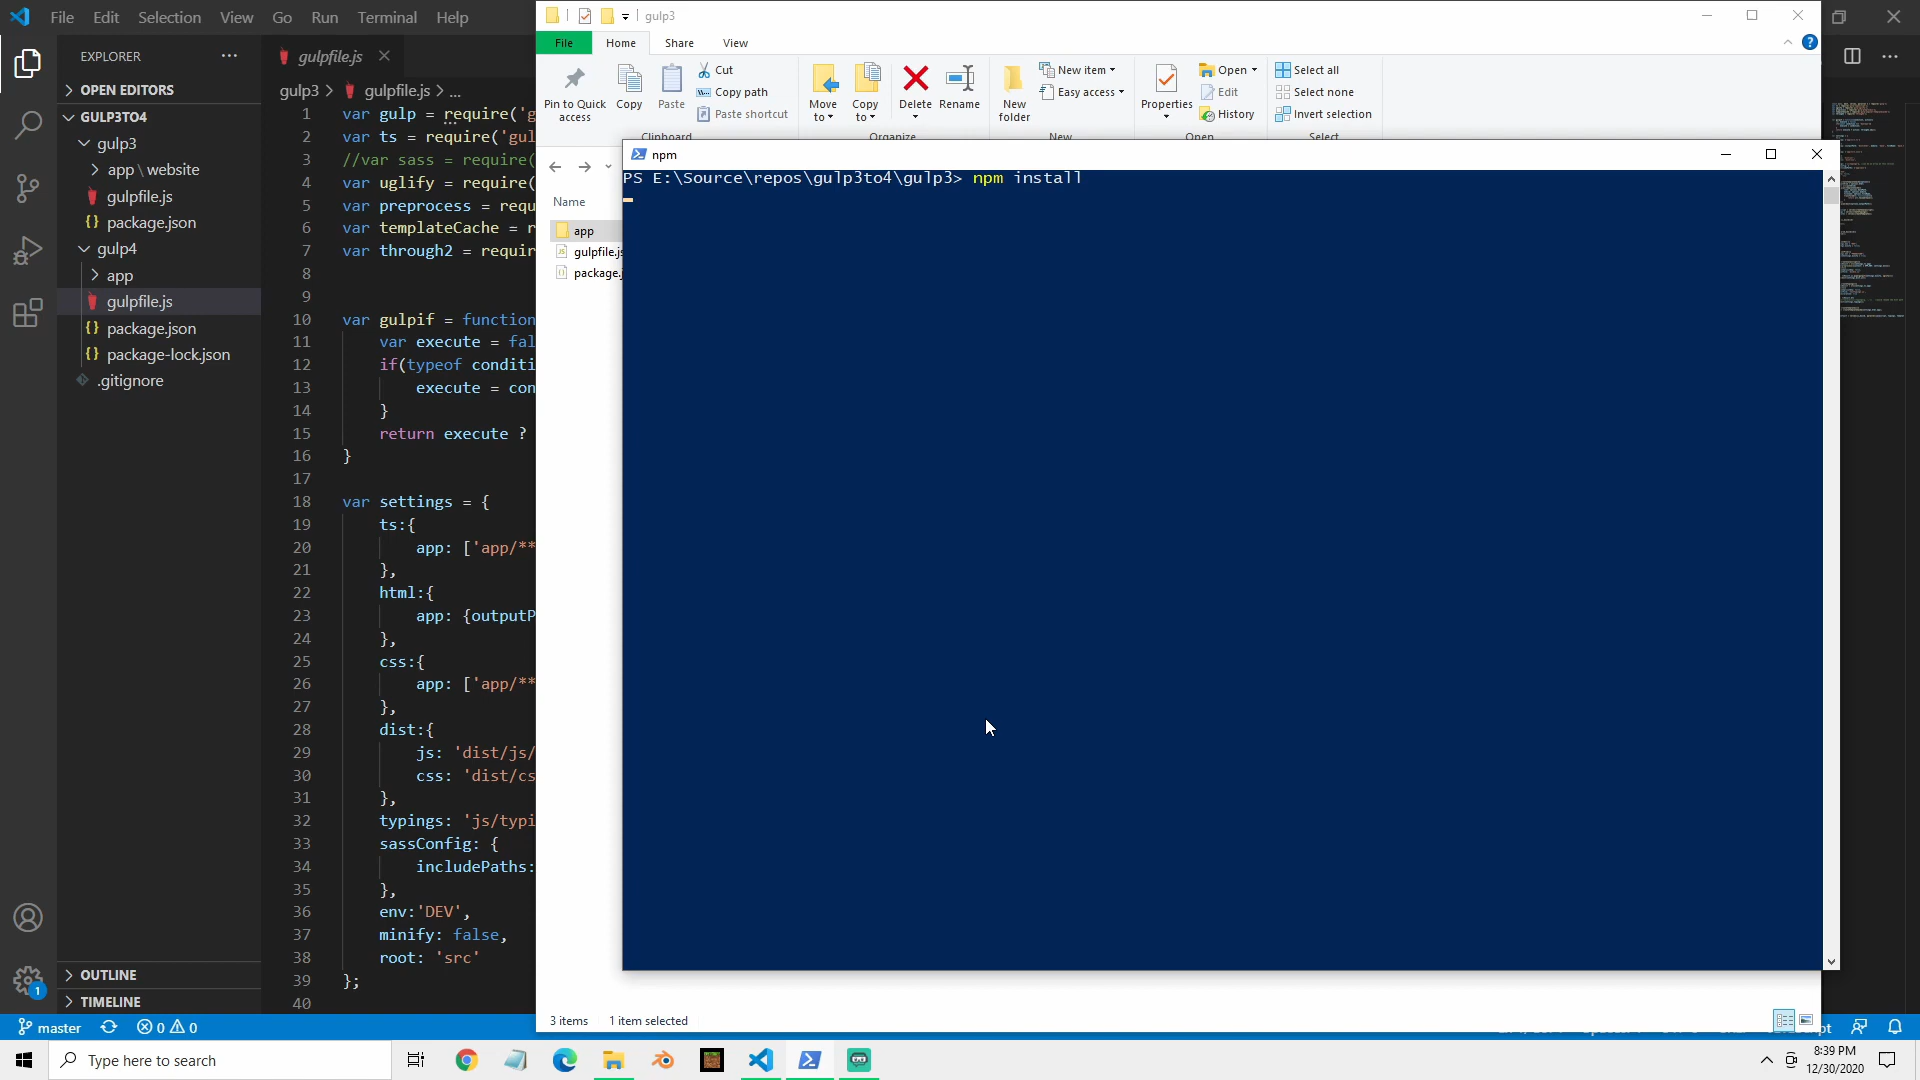 File Edit Selection View Go Run Terminal Help
EXPLORER
OPEN EDITORS
GULP3TO4
gulp3
app \ website
gulpfile.js
package.json
gulp4
app
gulpfile.js
package.json
package-lock.json
.gitignore
OUTLINE
TIMELINE
gulpfile.js
gulp3 > gulpfile.js > ...
1 var gulp = require('g
2 var ts = require('gul
3 //var sass = require(
4 var uglify = require(
5 var preprocess = requ
6 var templateCache = r
7 var through2 = requir
8
9
10 var gulpif = function
11 var execute = fal
12 if(typeof conditi
13 execute = con
14 }
15 return execute ?
16 }
17
18 var settings = {
19 ts:{
20 app: ['app/**
21 },
22 html:{
23 app: {outputP
24 },
25 css:{
26 app: ['app/**
27 },
28 dist:{
29 js: 'dist/js/
30 css: 'dist/cs
31 },
32 typings: 'js/typi
33 sassConfig: {
34 includePaths:
35 },
36 env:'DEV',
37 minify: false,
38 root: 'src'
39 };
40
gulp3
File Home Share View
Pin to Quick access
Copy
Paste
Cut
Copy path
Paste shortcut
Clipboard
Move to
Copy to
Delete
Rename
Organize
New folder
New item
Easy access
New
Properties
Open
Edit
History
Open
Select all
Select none
Invert selection
Select
Name
app
gulpfile.js
package.j
npm
PS E:\Source\repos\gulp3to4\gulp3> npm install
3 items 1 item selected
master 0 0
1
Type here to search
8:39 PM
12/30/2020